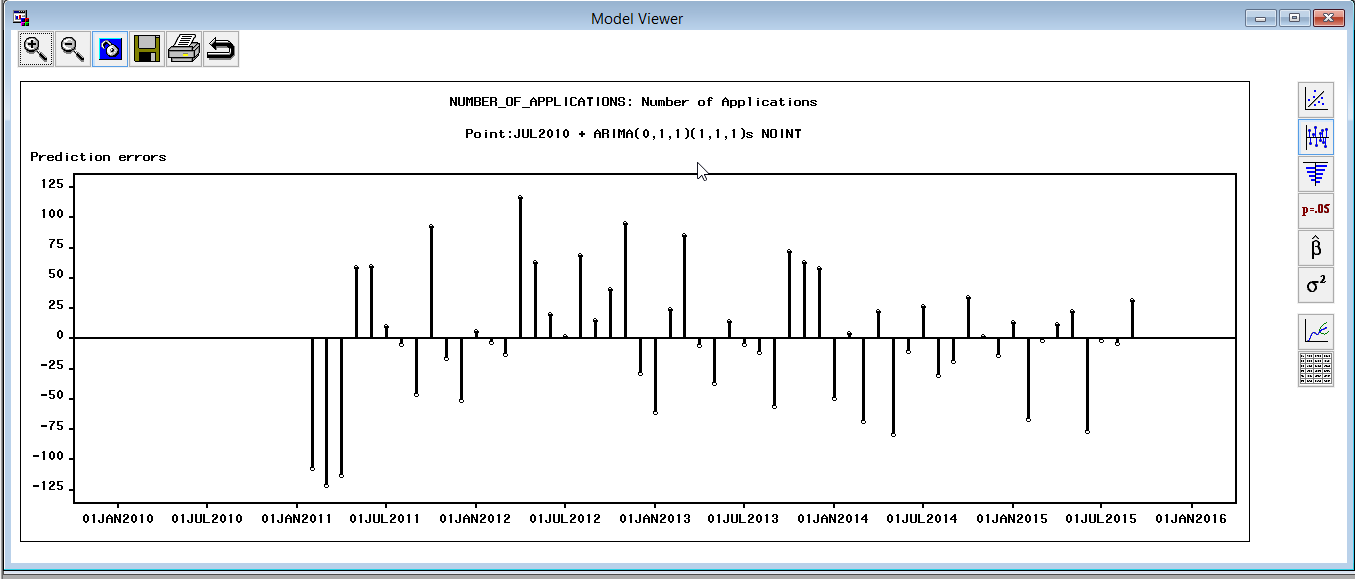 Model Viewer
NUMBER_OF_APPLICATIONS: Number of Applications
Point:JUL2010 + ARIMA(0,1,1)(1,1,1)s NOINT
Prediction errors
125
100
75
50
25
0
-25
-50
-75
-100
-125
01JAN2010 01JUL2010 01JAN2011 01JUL2011 01JAN2012 01JUL2012 01JAN2013 01JUL2013 01JAN2014 01JUL2014 01JAN2015 01JUL2015 01JAN2016
p=.05
β̂
σ²